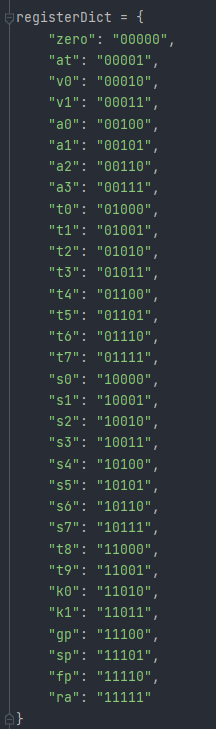 registerDict = {
    "zero": "00000",
    "at": "00001",
    "v0": "00010",
    "v1": "00011",
    "a0": "00100",
    "a1": "00101",
    "a2": "00110",
    "a3": "00111",
    "t0": "01000",
    "t1": "01001",
    "t2": "01010",
    "t3": "01011",
    "t4": "01100",
    "t5": "01101",
    "t6": "01110",
    "t7": "01111",
    "s0": "10000",
    "s1": "10001",
    "s2": "10010",
    "s3": "10011",
    "s4": "10100",
    "s5": "10101",
    "s6": "10110",
    "s7": "10111",
    "t8": "11000",
    "t9": "11001",
    "k0": "11010",
    "k1": "11011",
    "gp": "11100",
    "sp": "11101",
    "fp": "11110",
    "ra": "11111"
}